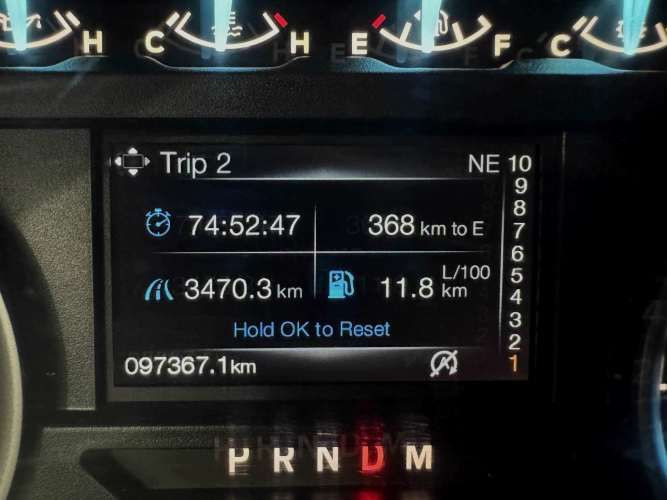 H C H E F C
Trip 2 NE 10
9
8
74:52:47 368 km to E 7
6
3470.3 km 11.8 L/100 km 5
4
3
Hold OK to Reset 2
097367.1km A 1
P R N D M